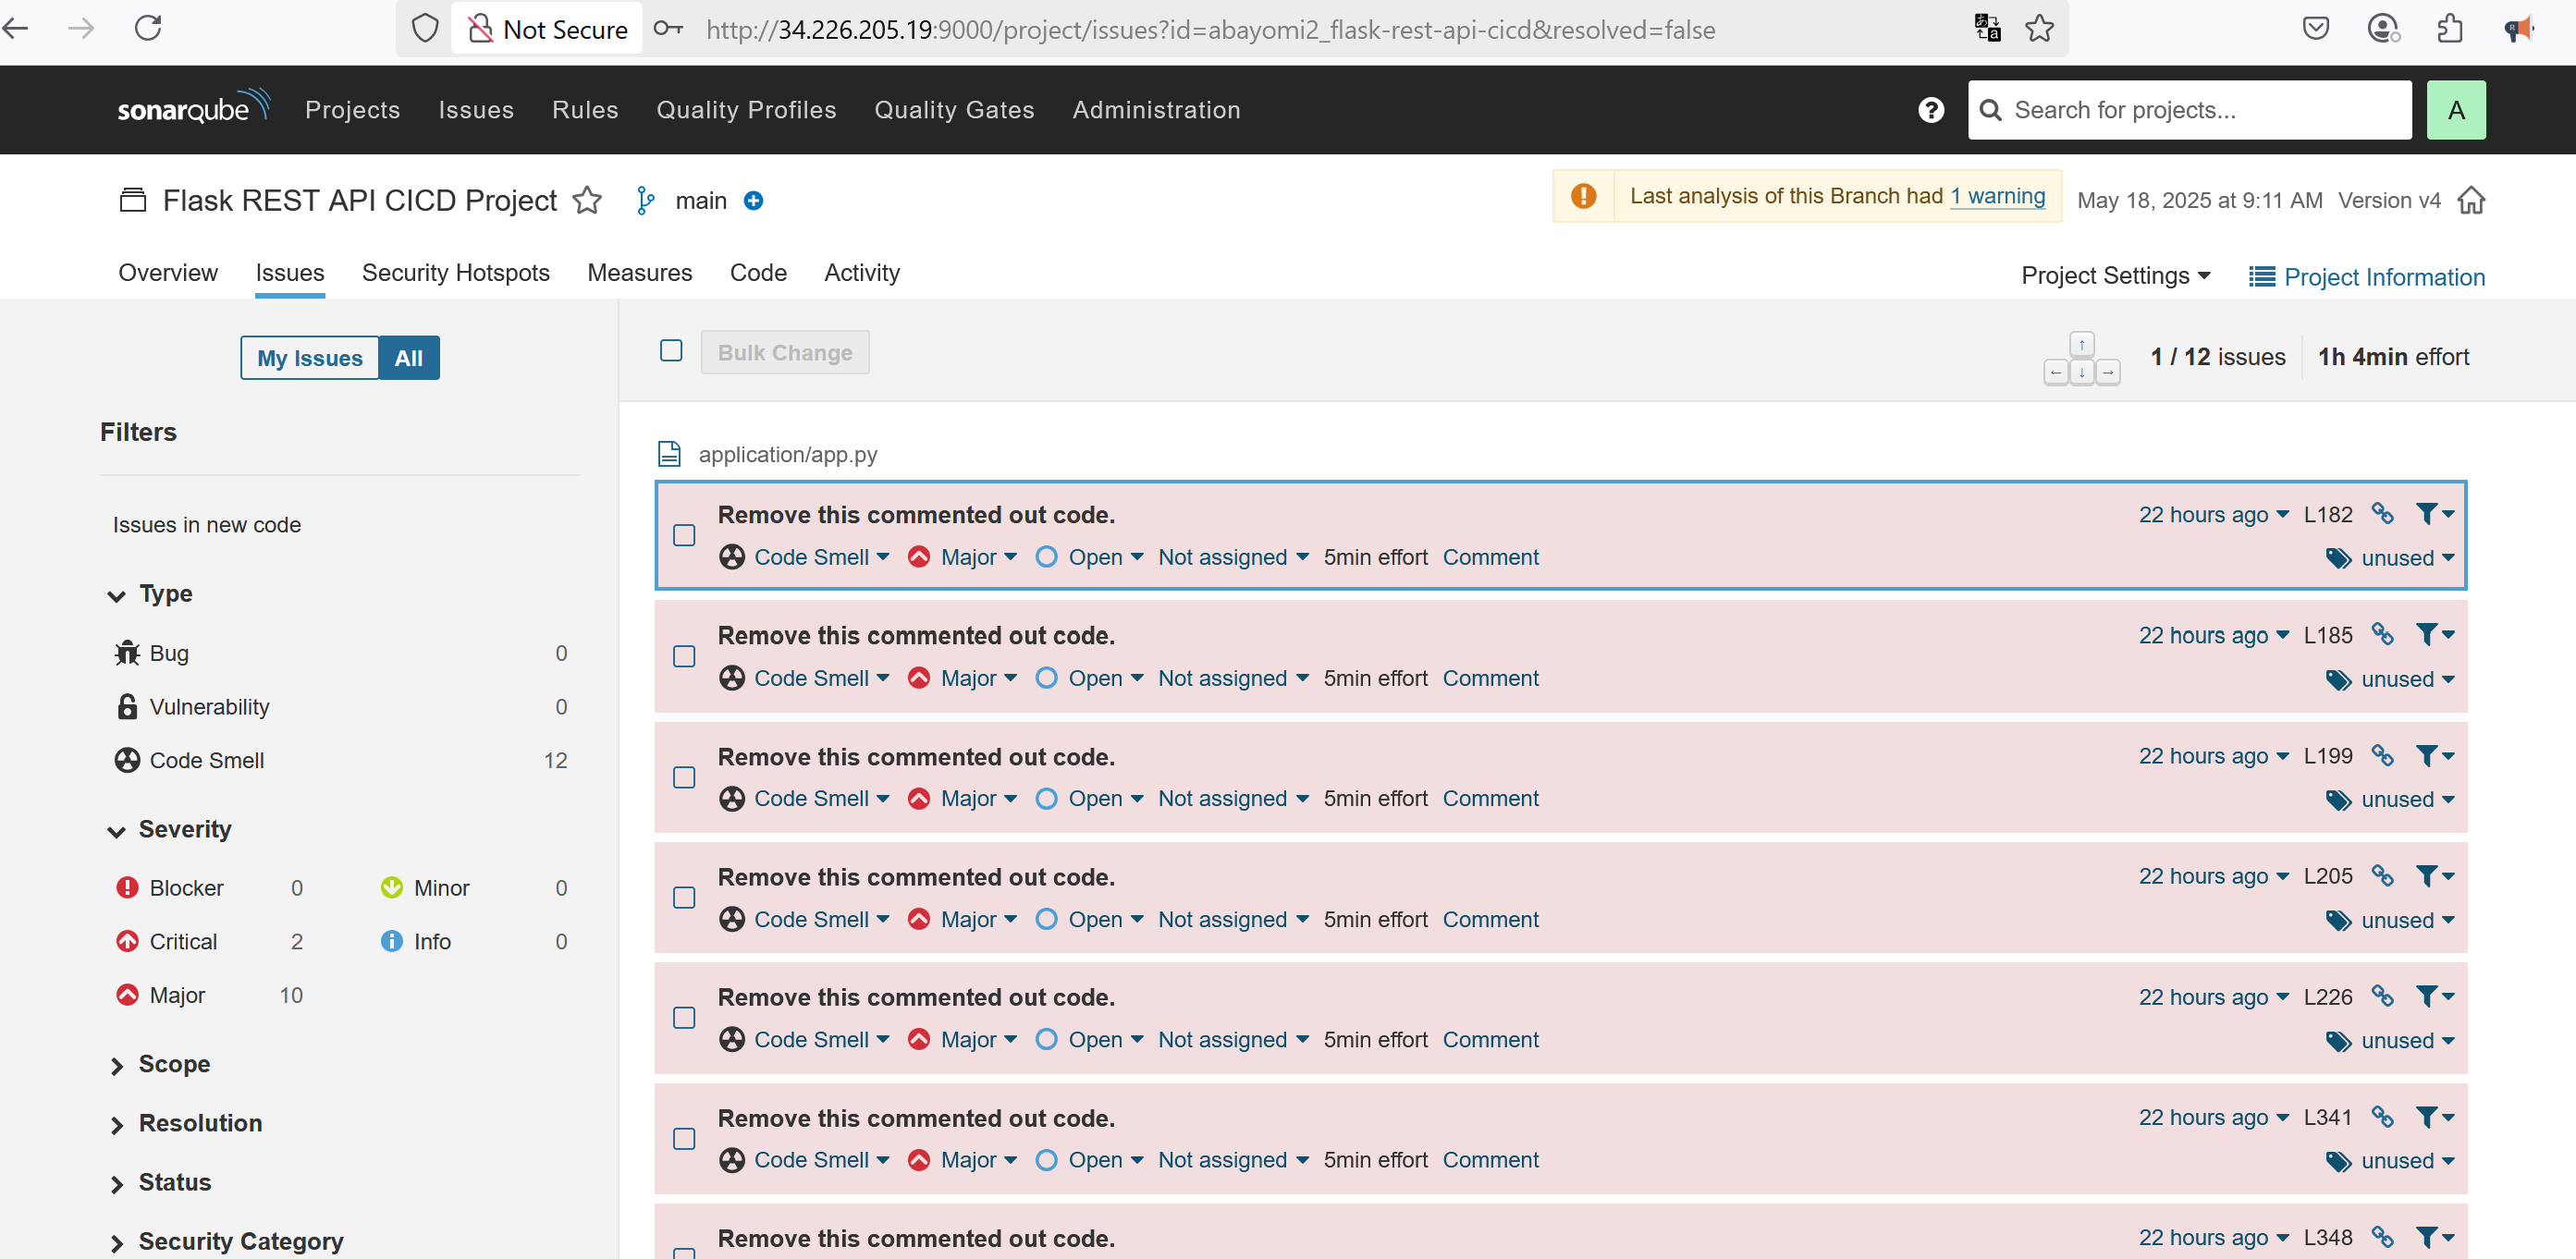 Not Secure http://34.226.205.19:9000/project/issues?id=abayomi2_flask-rest-api-cicd&resolved=false
sonarqube Projects Issues Rules Quality Profiles Quality Gates Administration ? Search for projects... A
Flask REST API CICD Project main Last analysis of this Branch had 1 warning May 18, 2025 at 9:11 AM Version v4
Overview Issues Security Hotspots Measures Code Activity Project Settings Project Information
My Issues All Bulk Change 1 / 12 issues 1h 4min effort
Filters
application/app.py
Issues in new code
Type
Bug 0
Vulnerability 0
Code Smell 12
Severity
Blocker 0 Minor 0
Critical 2 Info 0
Major 10
Scope
Resolution
Status
Security Category
Remove this commented out code. 22 hours ago L182
Code Smell Major Open Not assigned 5min effort Comment unused
Remove this commented out code. 22 hours ago L185
Code Smell Major Open Not assigned 5min effort Comment unused
Remove this commented out code. 22 hours ago L199
Code Smell Major Open Not assigned 5min effort Comment unused
Remove this commented out code. 22 hours ago L205
Code Smell Major Open Not assigned 5min effort Comment unused
Remove this commented out code. 22 hours ago L226
Code Smell Major Open Not assigned 5min effort Comment unused
Remove this commented out code. 22 hours ago L341
Code Smell Major Open Not assigned 5min effort Comment unused
Remove this commented out code. 22 hours ago L348